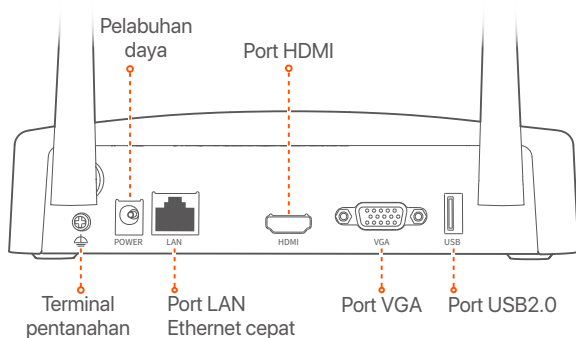 Pelabuhan
daya
Port HDMI
POWER
LAN
HDMI
VGA
USB
Terminal
pentanahan
Port LAN
Ethernet cepat
Port VGA
Port USB2.0